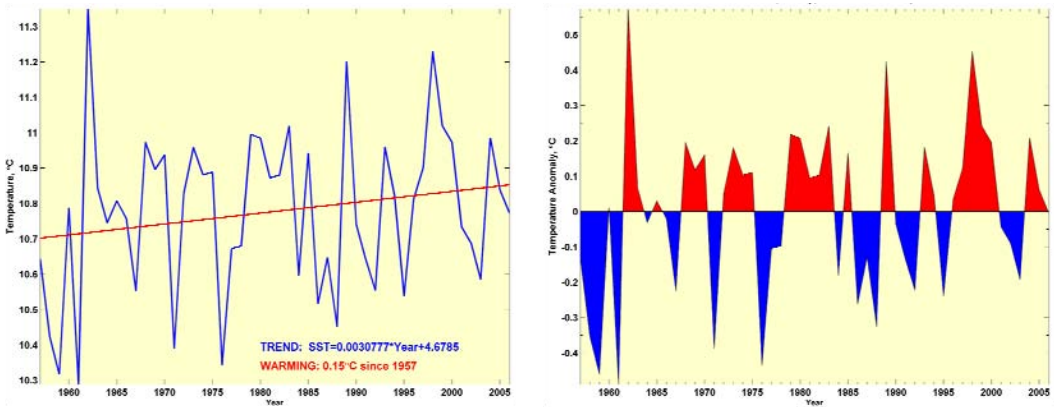 11.3
11.2
11.1
11
10.9
10.8
10.7
10.6
10.5
10.4
10.3
Temperature, °C
TREND: SST=0.0030777*Year+4.6785
WARMING: 0.15°C since 1957
1960 1965 1970 1975 1980 1985 1990 1995 2000 2005
Year
0.5
0.4
0.3
0.2
0.1
0
-0.1
-0.2
-0.3
-0.4
Temperature Anomaly, °C
1960 1965 1970 1975 1980 1985 1990 1995 2000 2005
Year